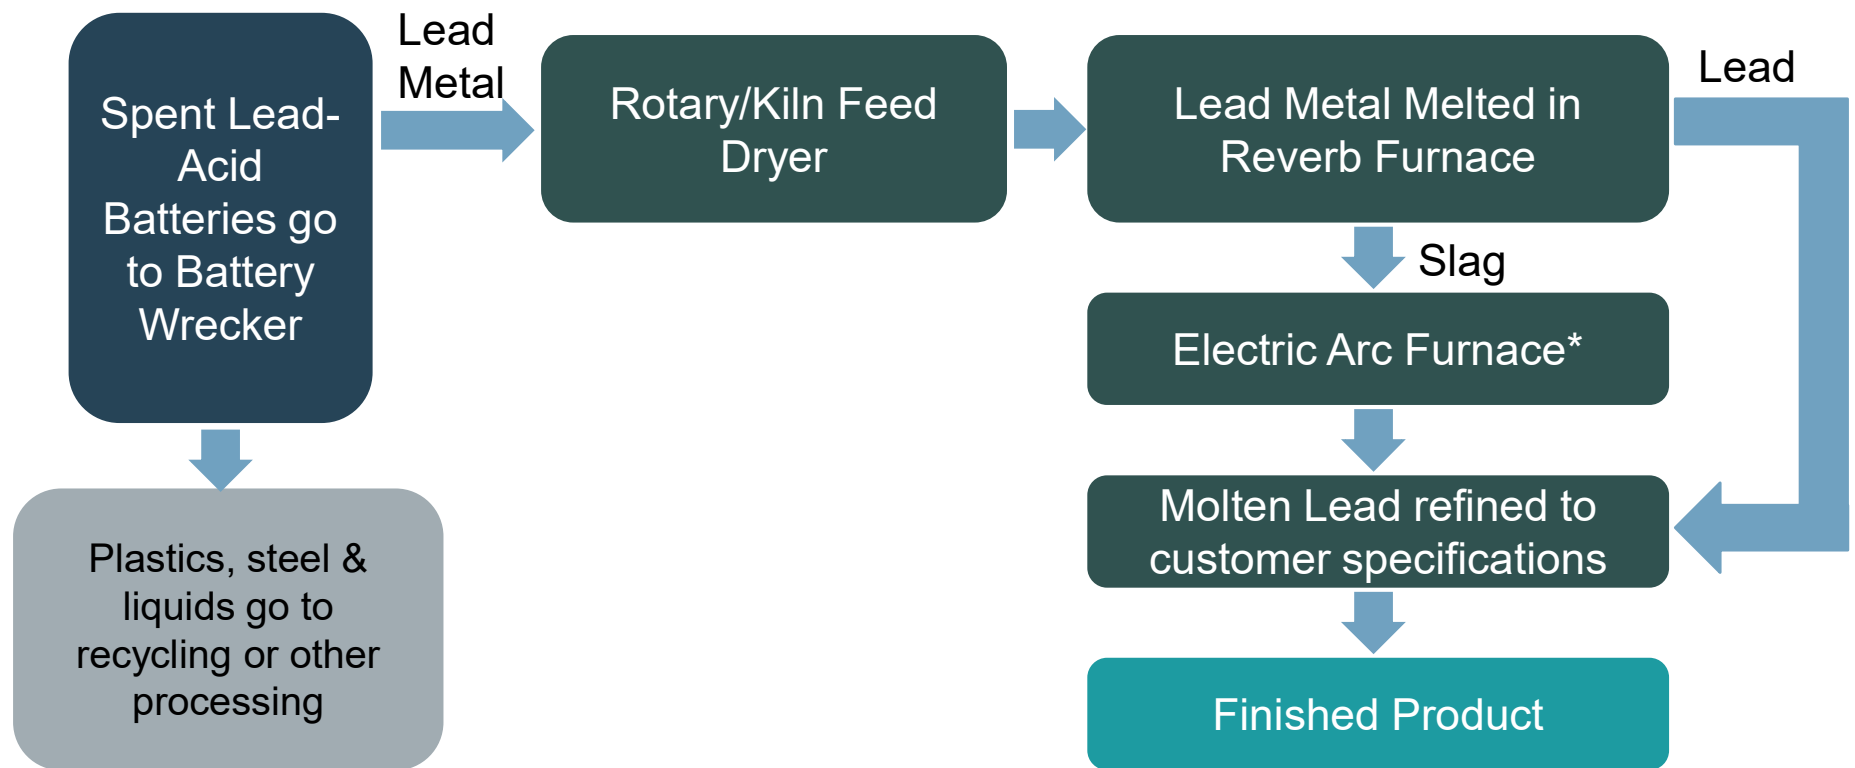 Spent Lead-
Acid
Batteries go
to Battery
Wrecker
Lead
Metal
Rotary/Kiln Feed
Dryer
Lead Metal Melted in
Reverb Furnace
Lead
Slag
Electric Arc Furnace*
Molten Lead refined to
customer specifications
Finished Product
Plastics, steel &
liquids go to
recycling or other
processing